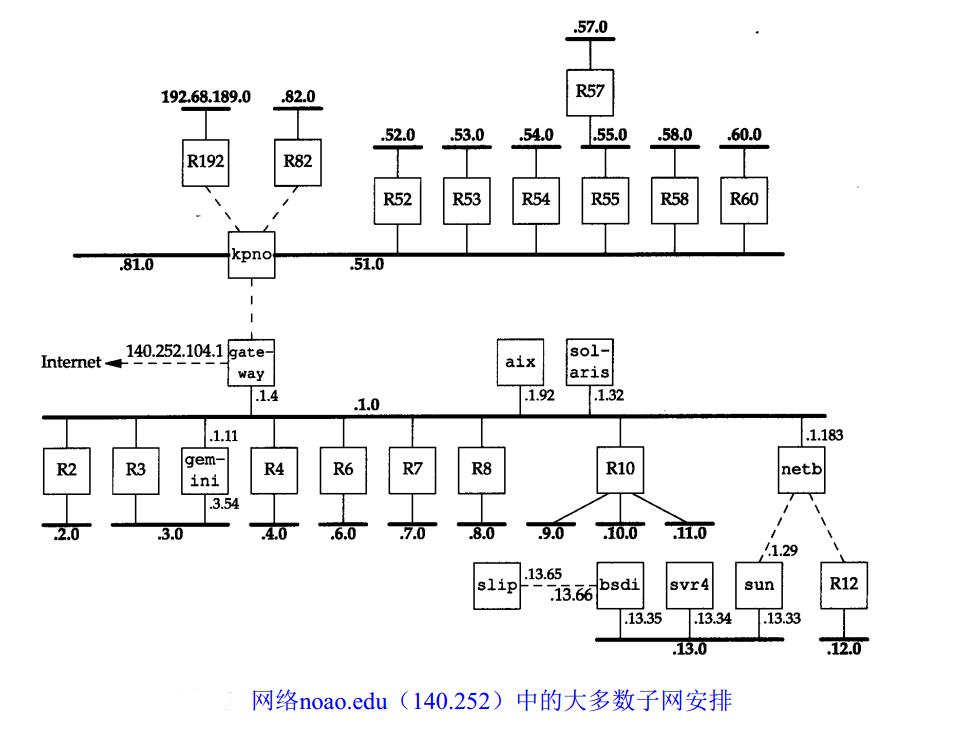 .57.0
R57
192.68.189.0 .82.0
.52.0 .53.0 .54.0 .55.0 .58.0 .60.0
R192 R82
R52 R53 R54 R55 R58 R60
kpno
.81.0 .51.0
Internet 140.252.104.1 gate-
way
aix
sol-
aris
.1.4 .1.92 .1.32
.1.0
.1.11 .1.183
R2 R3 gem-
ini
R4 R6 R7 R8 R10 netb
.3.54
.2.0 .3.0 .4.0 .6.0 .7.0 .8.0 .9.0 .10.0 .11.0
.1.29
slip .13.65
.13.66 bsdi svr4 sun R12
.13.35 .13.34 .13.33
.13.0 .12.0
网络noao.edu（140.252）中的大多数子网安排